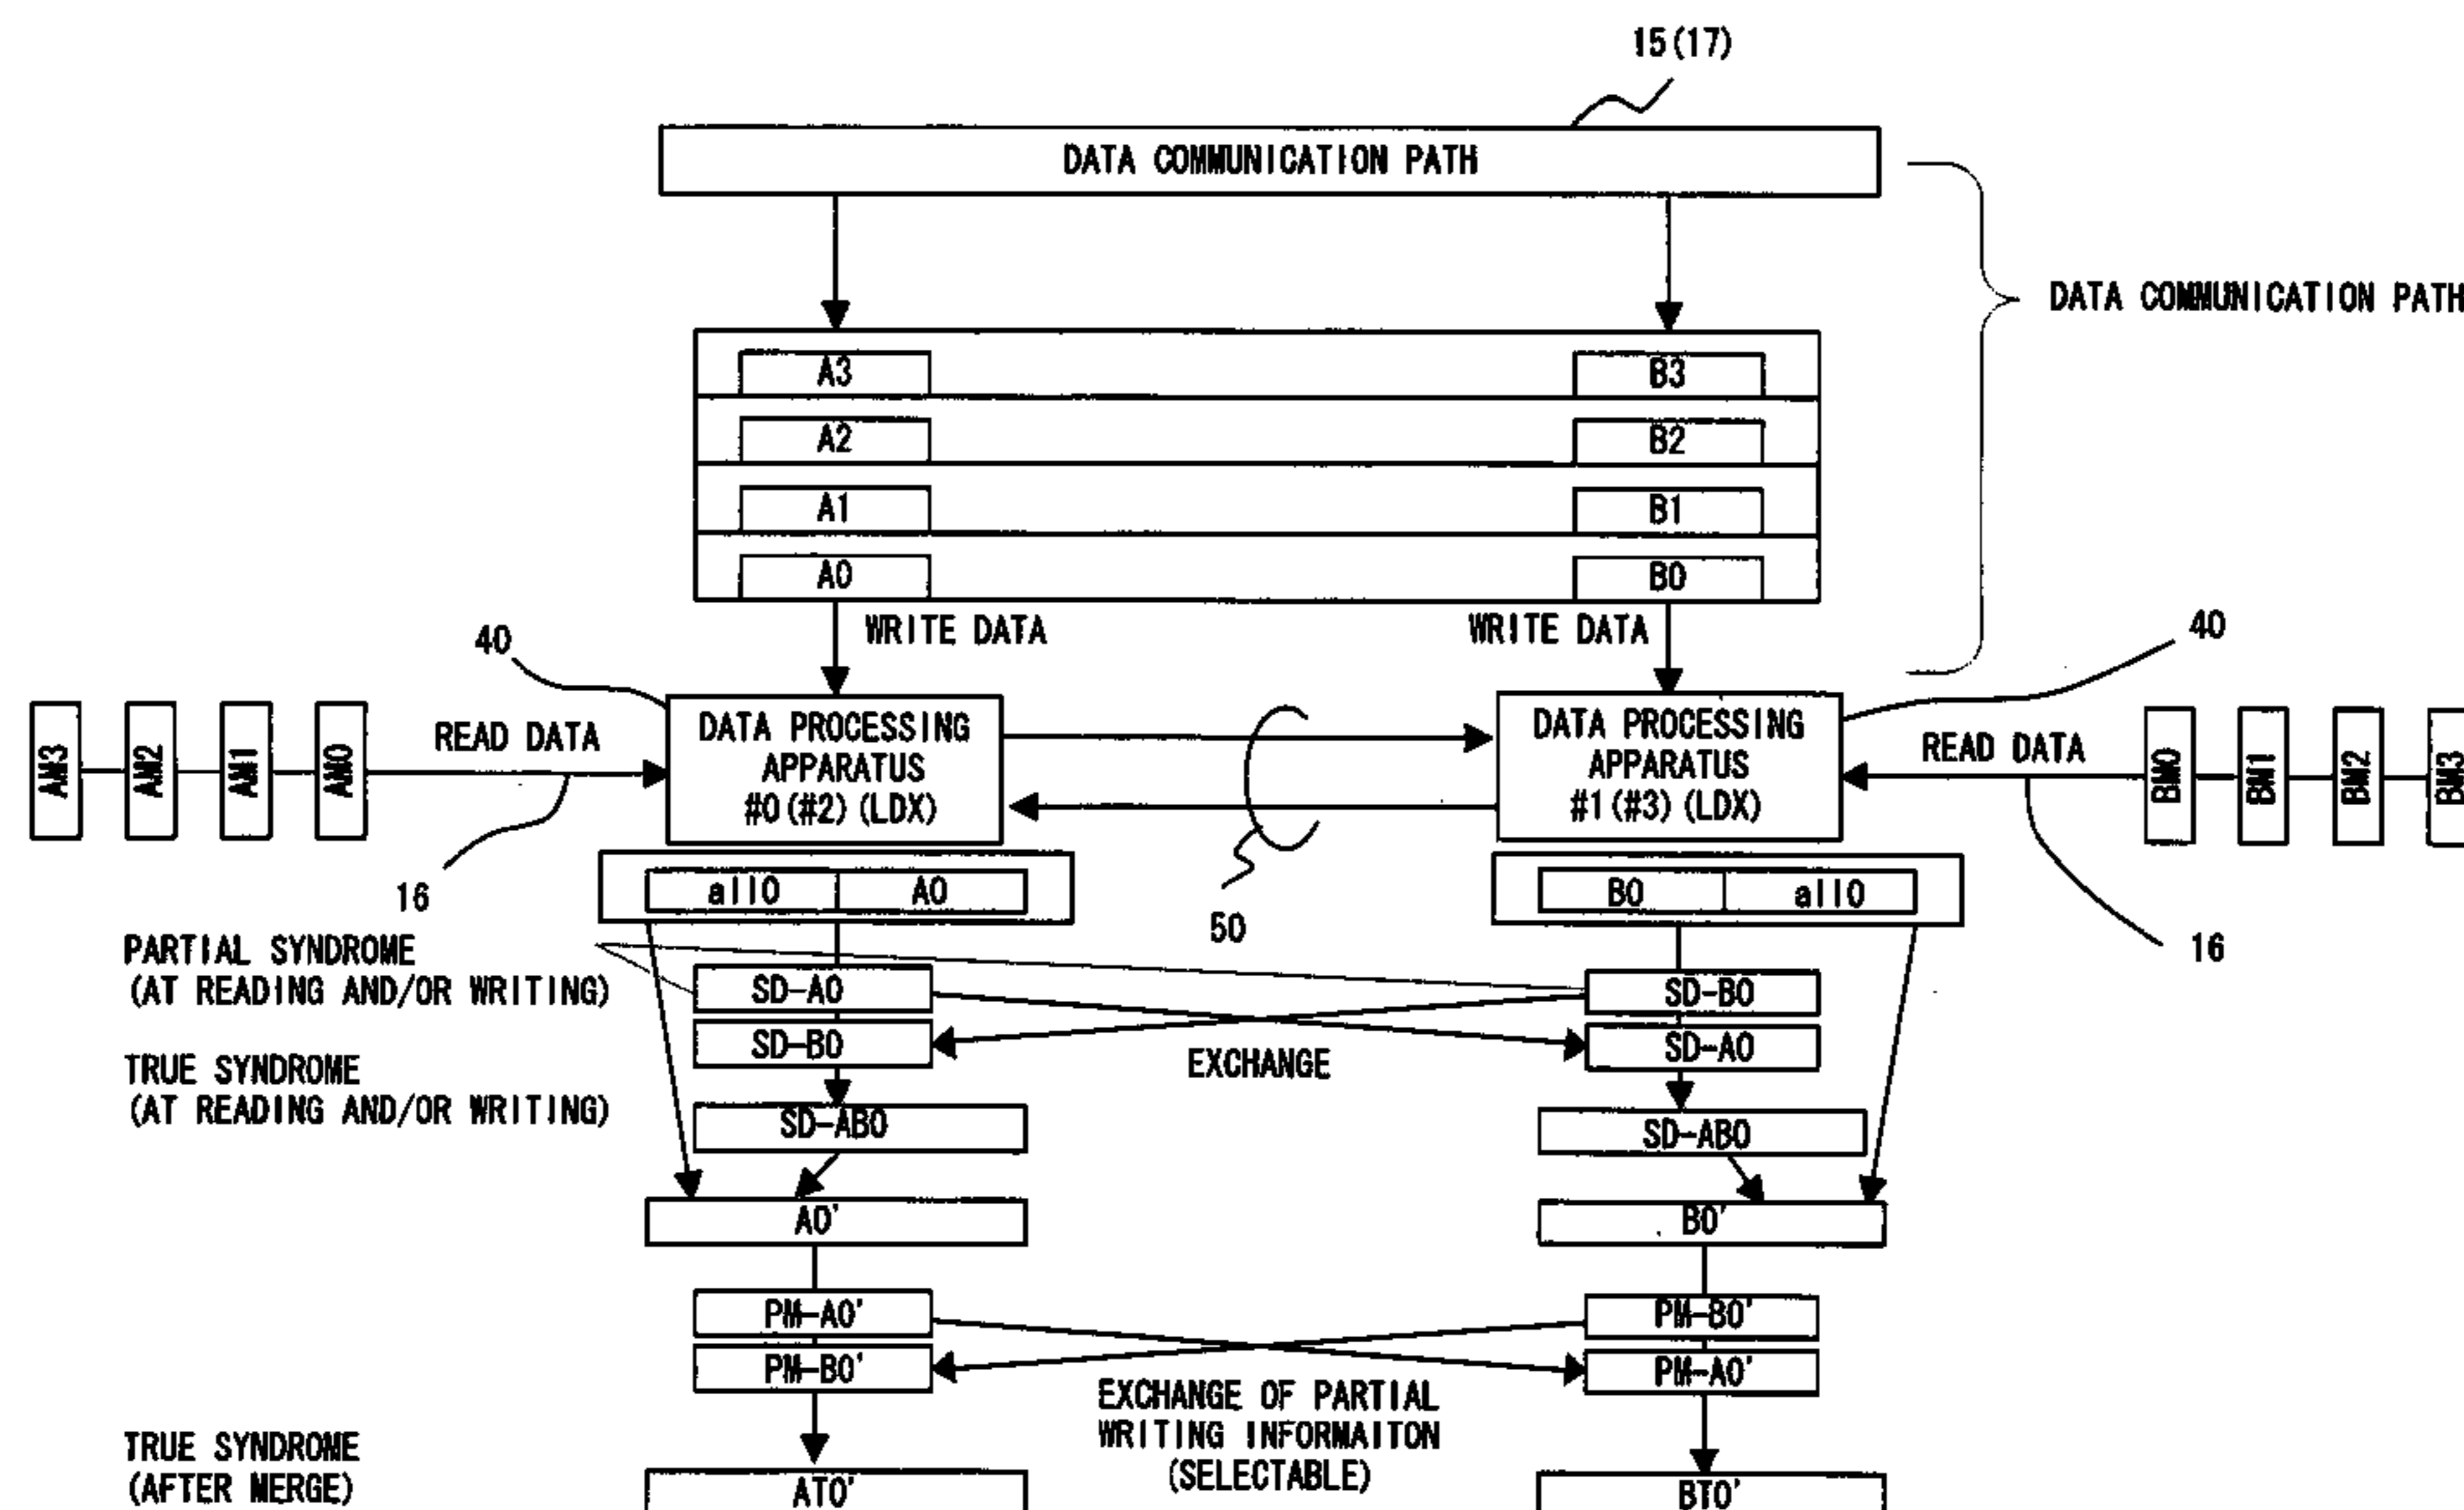 15(17)
DATA COMMUNICATION PATH
DATA COMMUNICATION PATH
A3
B3
A2
B2
A1
B1
A0
B0
WRITE DATA
WRITE DATA
40
40
AM3
AM2
AM1
AM0
READ DATA
DATA PROCESSING
APPARATUS
#0(#2)(LDX)
DATA PROCESSING
APPARATUS
#1(#3)(LDX)
READ DATA
BM0
BM1
BM2
BM3
16
all0
A0
50
B0
all0
16
PARTIAL SYNDROME
(AT READING AND/OR WRITING)
SD-A0
SD-B0
SD-B0
SD-A0
EXCHANGE
TRUE SYNDROME
(AT READING AND/OR WRITING)
SD-AB0
SD-AB0
A0'
B0'
PM-A0'
PM-B0'
PM-B0'
PM-A0'
EXCHANGE OF PARTIAL
WRITING INFORMAITON
(SELECTABLE)
TRUE SYNDROME
(AFTER MERGE)
AT0'
BT0'